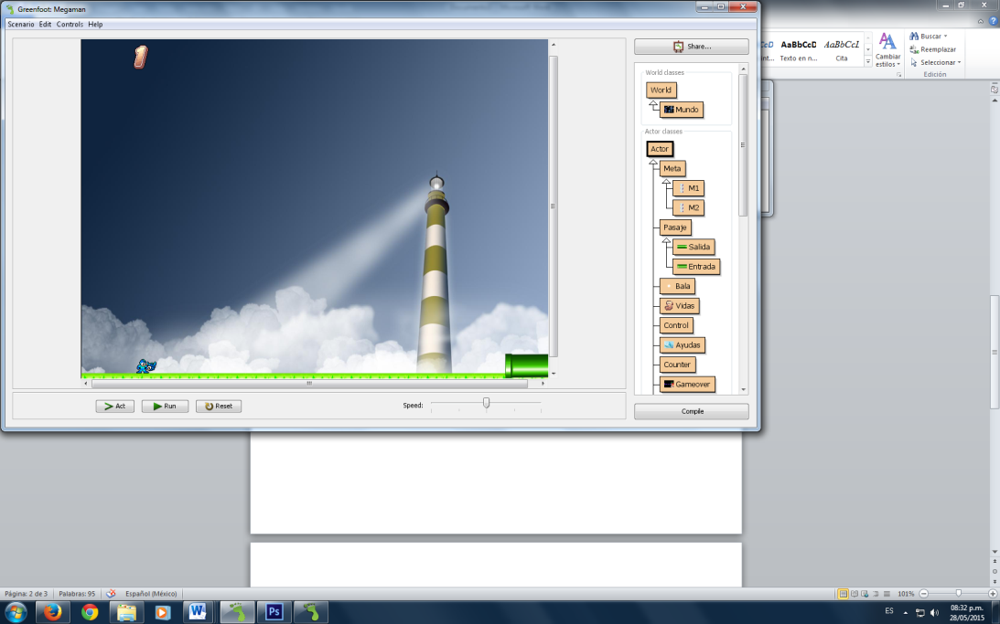 Greenfoot: Megaman
Scenario Edit Controls Help
1
Share...
World classes
World
Mundo
Actor classes
Actor
Meta
M1
M2
Pasaje
Salida
Entrada
Bala
Vidas
Control
Ayudas
Counter
Gameover
Act
Run
Reset
Speed:
Compile
AaBbCcD AaBbCcL
nt... Texto en n... Cita
Cambiar
estilos
Buscar
Reemplazar
Seleccionar
Edición
Página: 2 de 3 Palabras: 95 Español (México) 101%
W Ps ES 08:32 p.m.
28/05/2015